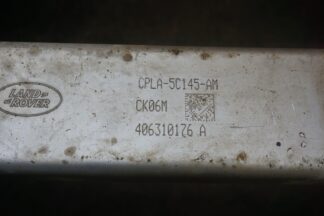 LAND-
-ROVER
CPLA-5C145-AM
CK06M
406310176 A